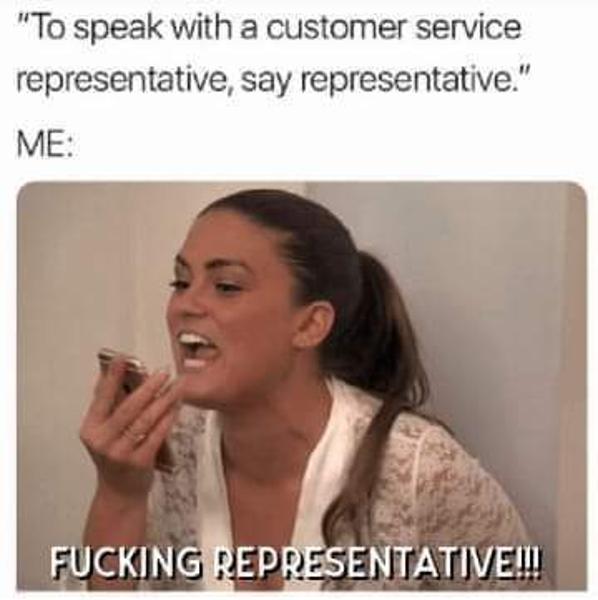 "To speak with a customer service
representative, say representative."
ME:
FUCKING REPRESENTATIVE!!!